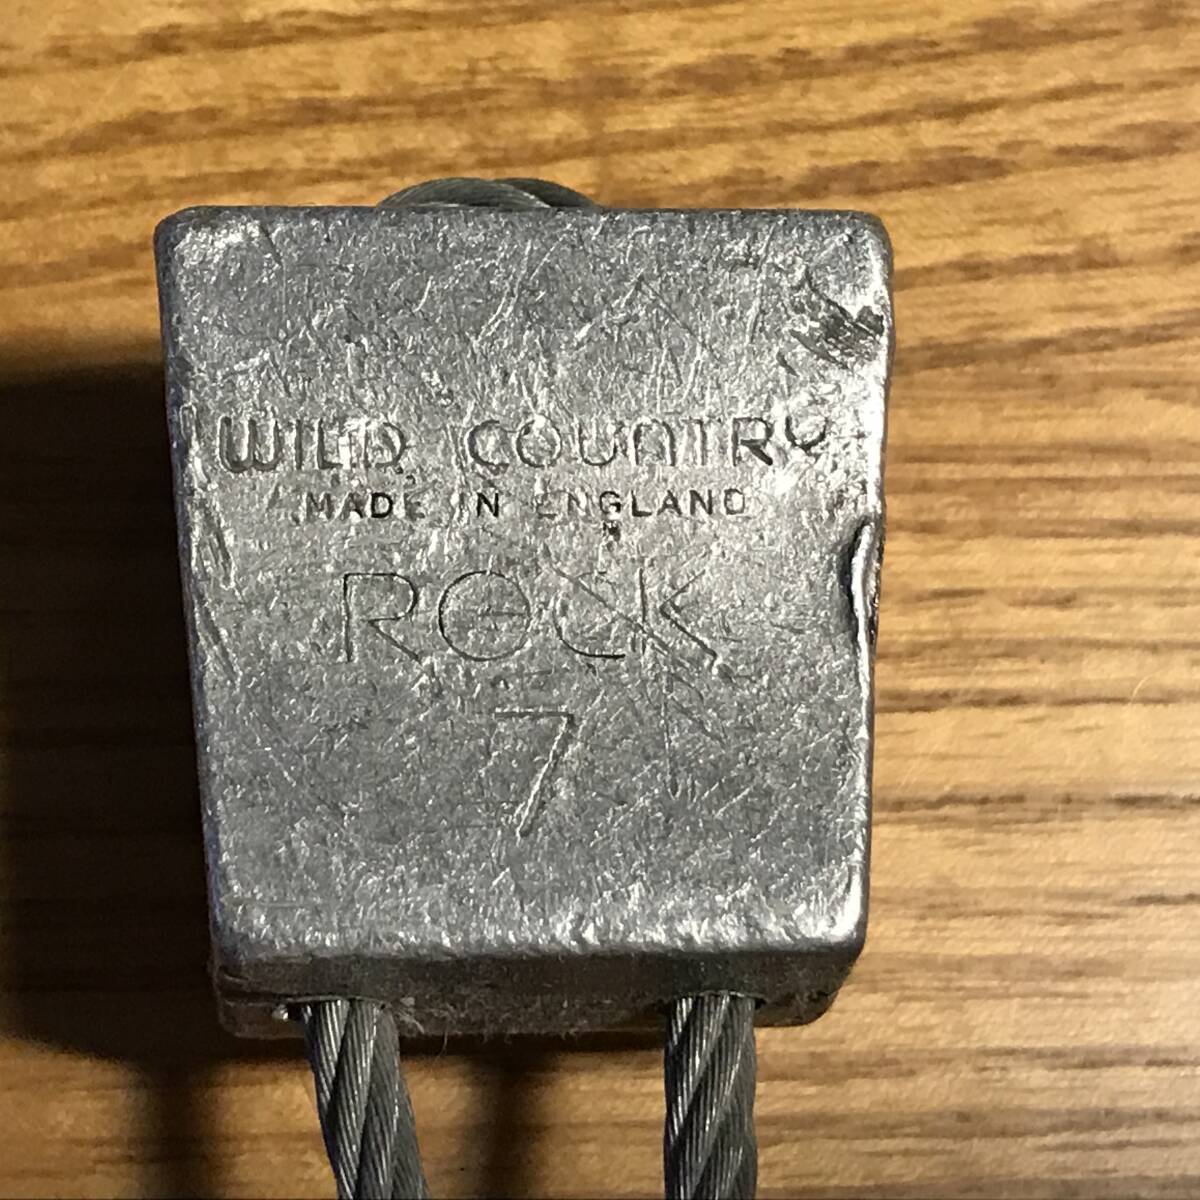 WILD COUNTRY
MADE IN ENGLAND
ROCK
7